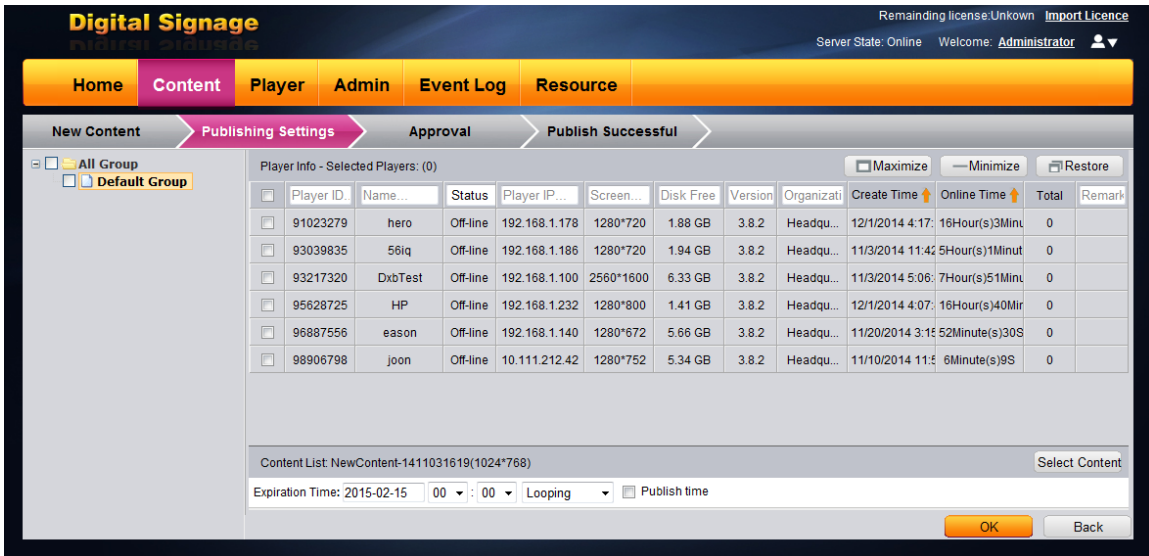 Digital Signage
Remainding license:Unkown Import Licence
Server State: Online Welcome: Administrator
Home Content Player Admin Event Log Resource
New Content Publishing Settings Approval Publish Successful
All Group
Default Group
Player Info - Selected Players: (0) Maximize Minimize Restore
Player ID.. Name... Status Player IP... Screen... Disk Free Version Organizati Create Time Online Time Total Remark
91023279 hero Off-line 192.168.1.178 1280*720 1.88 GB 3.8.2 Headqu... 12/1/2014 4:17: 16Hour(s)3Minu 0
93039835 56iq Off-line 192.168.1.186 1280*720 1.94 GB 3.8.2 Headqu... 11/3/2014 11:42 5Hour(s)1Minut 0
93217320 DxbTest Off-line 192.168.1.100 2560*1600 6.33 GB 3.8.2 Headqu... 11/3/2014 5:06: 7Hour(s)51Minu 0
95628725 HP Off-line 192.168.1.232 1280*800 1.41 GB 3.8.2 Headqu... 12/1/2014 4:07: 16Hour(s)40Mir 0
96887556 eason Off-line 192.168.1.140 1280*672 5.66 GB 3.8.2 Headqu... 11/20/2014 3:15 52Minute(s)30S 0
98906798 joon Off-line 10.111.212.42 1280*752 5.34 GB 3.8.2 Headqu... 11/10/2014 11:5 6Minute(s)9S 0
Content List: NewContent-1411031619(1024*768) Select Content
Expiration Time: 2015-02-15 00 : 00 Looping Publish time
OK Back